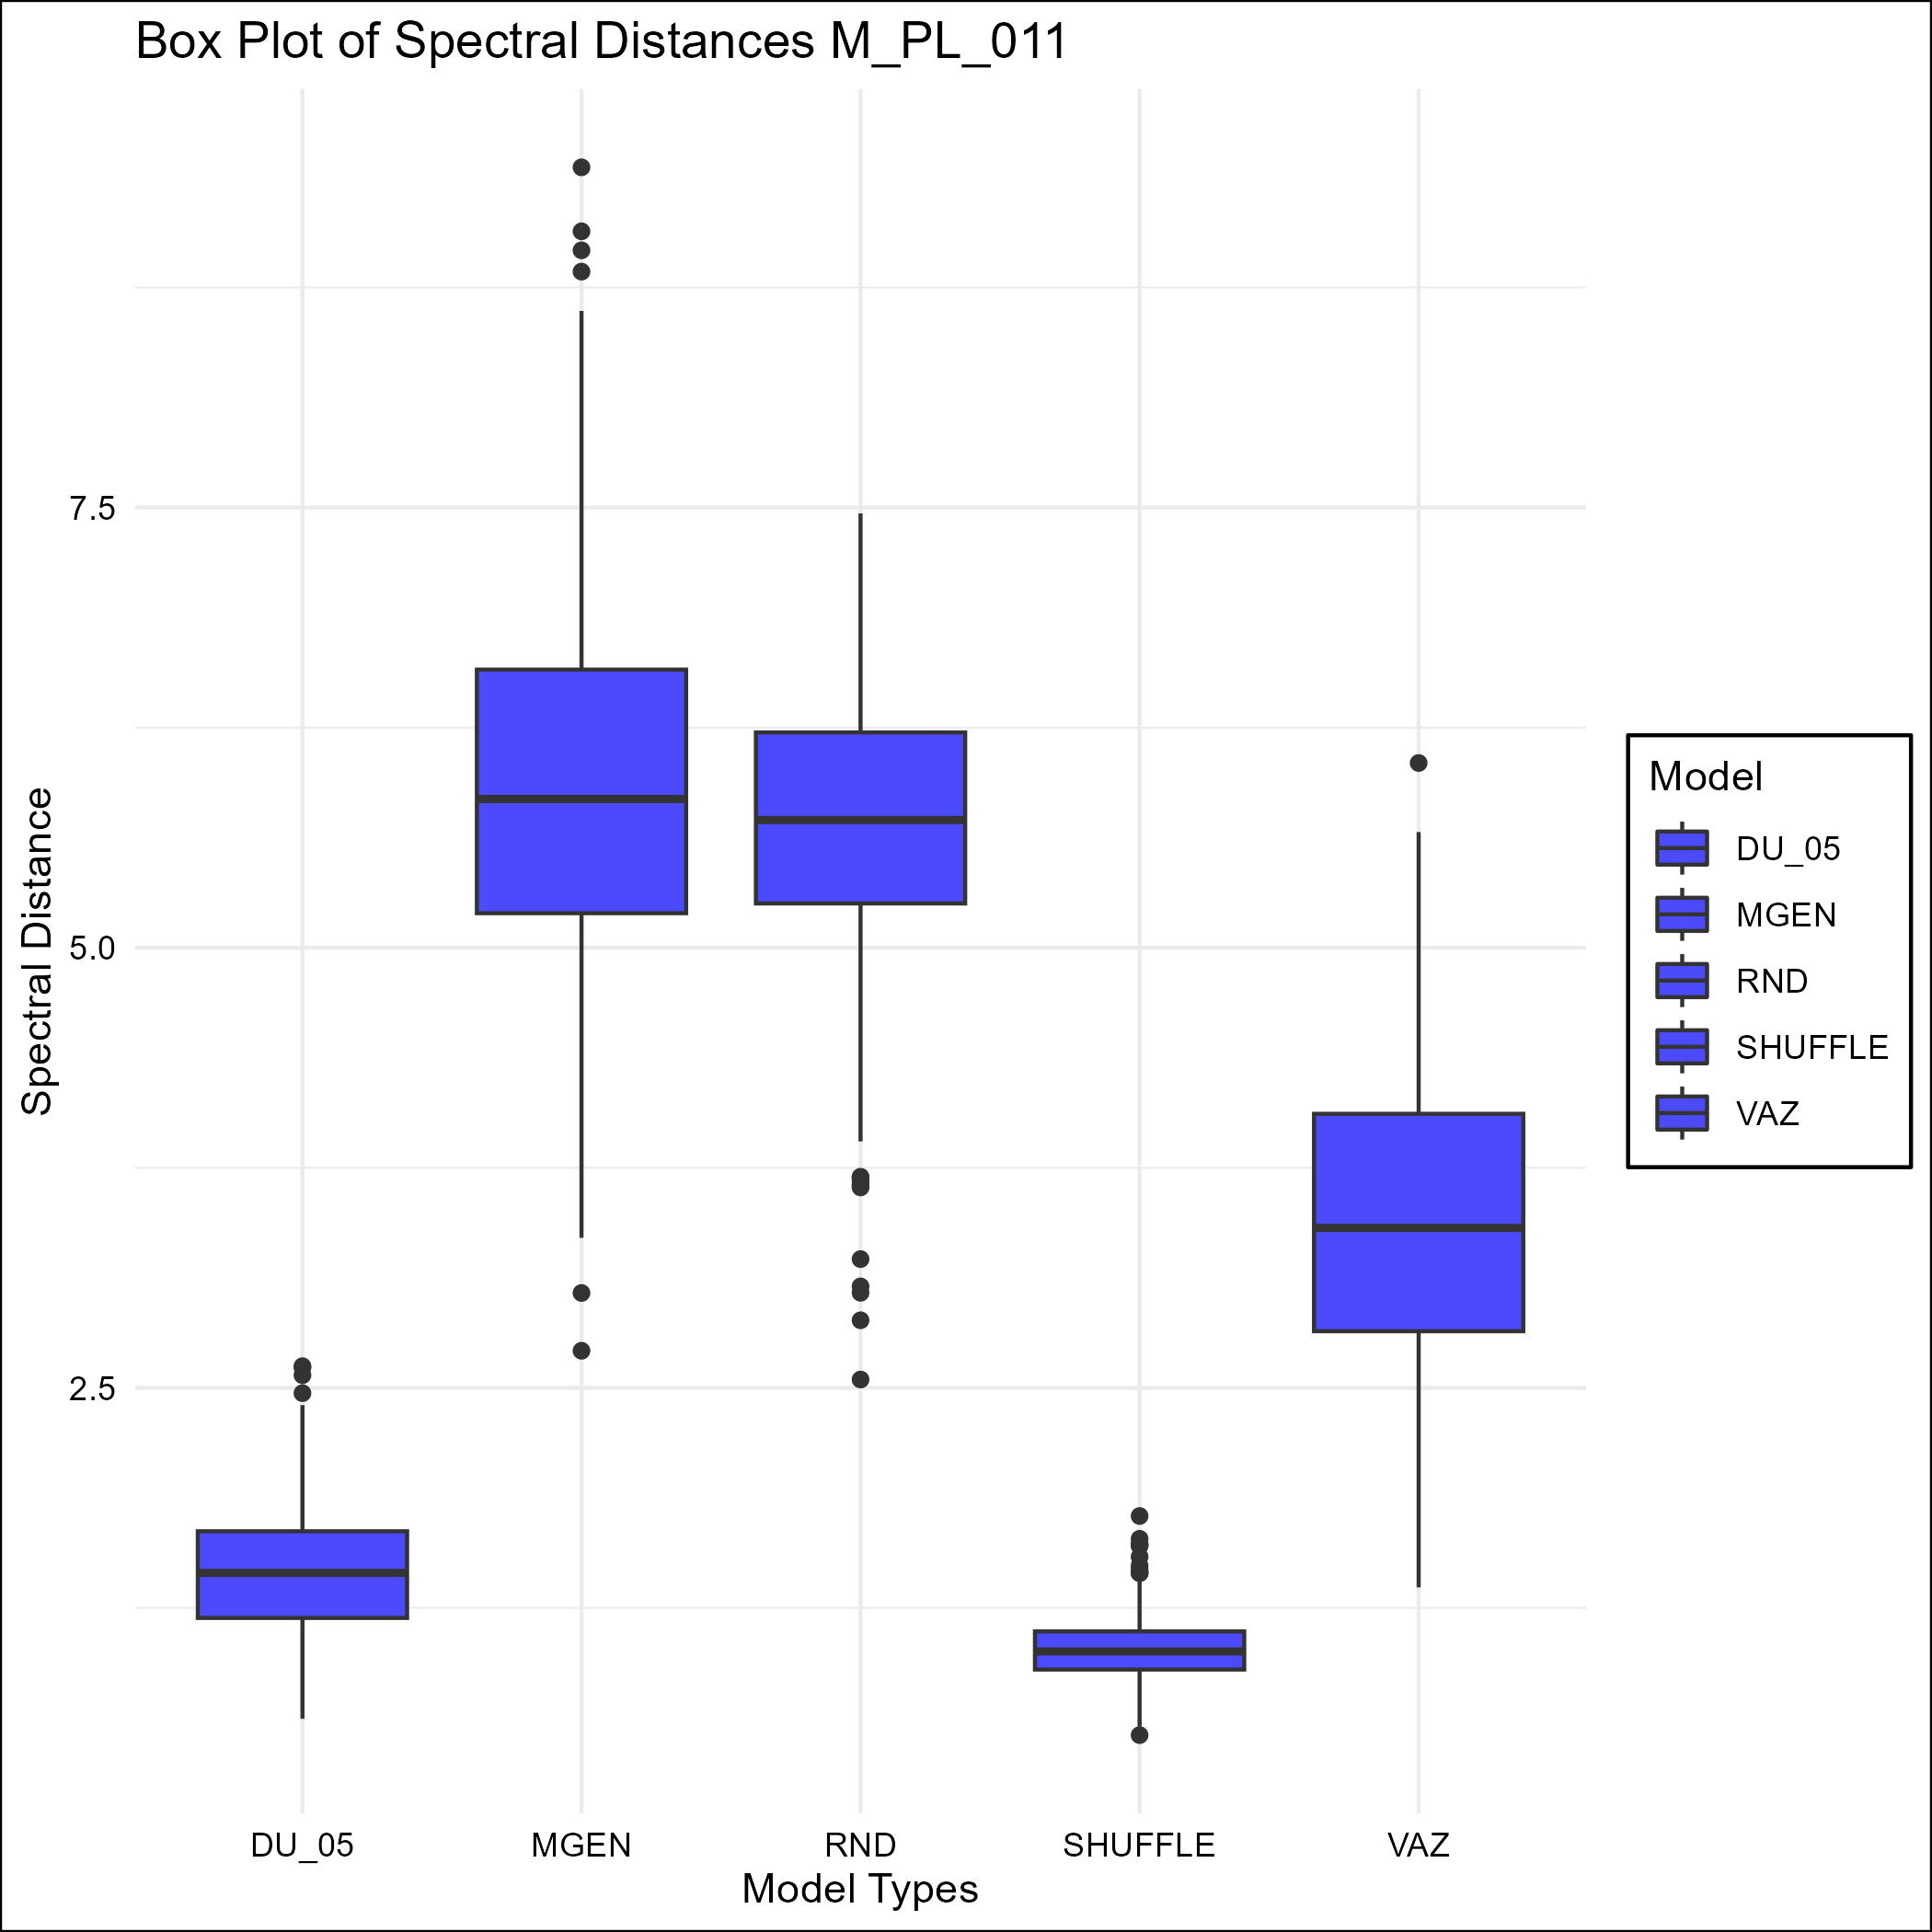 Box Plot of Spectral Distances M_PL_011
7.5
5.0
2.5
Spectral Distance
DU_05
MGEN
RND
SHUFFLE
VAZ
Model Types
Model
DU_05
MGEN
RND
SHUFFLE
VAZ